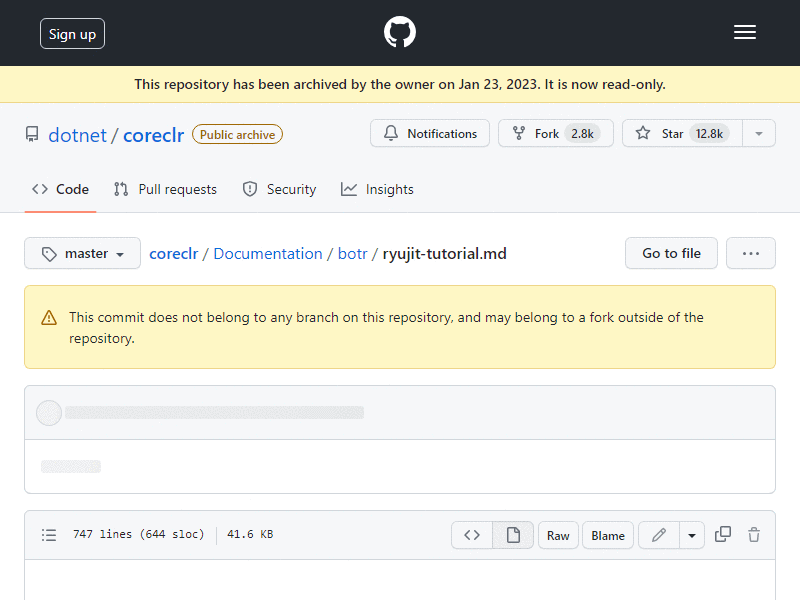 Sign up
This repository has been archived by the owner on Jan 23, 2023. It is now read-only.
dotnet / coreclr Public archive Notifications Fork 2.8k Star 12.8k
Code Pull requests Security Insights
master coreclr / Documentation / botr / ryujit-tutorial.md Go to file
This commit does not belong to any branch on this repository, and may belong to a fork outside of the
repository.
747 lines (644 sloc) 41.6 KB Raw Blame